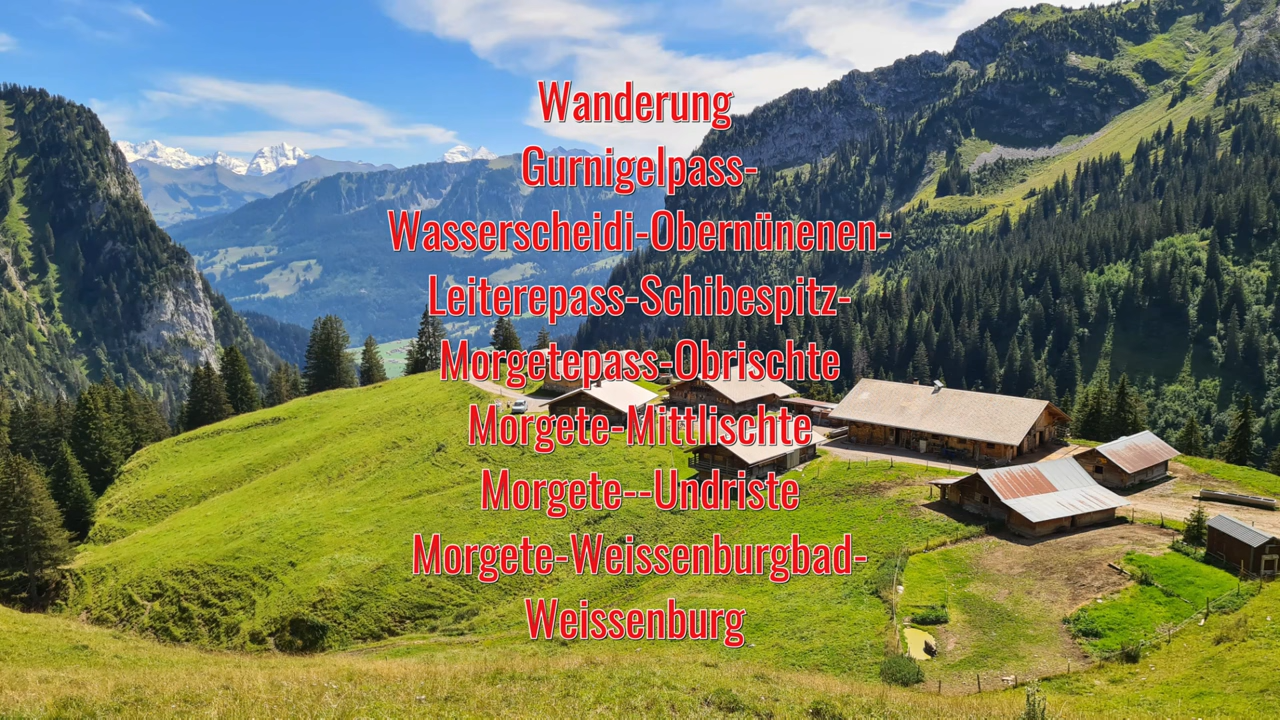 Wanderung
Gurnigelpass-
Wasserscheidi-Obernünenen-
Leiterepass-Schibespitz-
Morgetepass-Obrischte
Morgete-Mittlischte
Morgete--Undriste
Morgete-Weissenburgbad-
Weissenburg